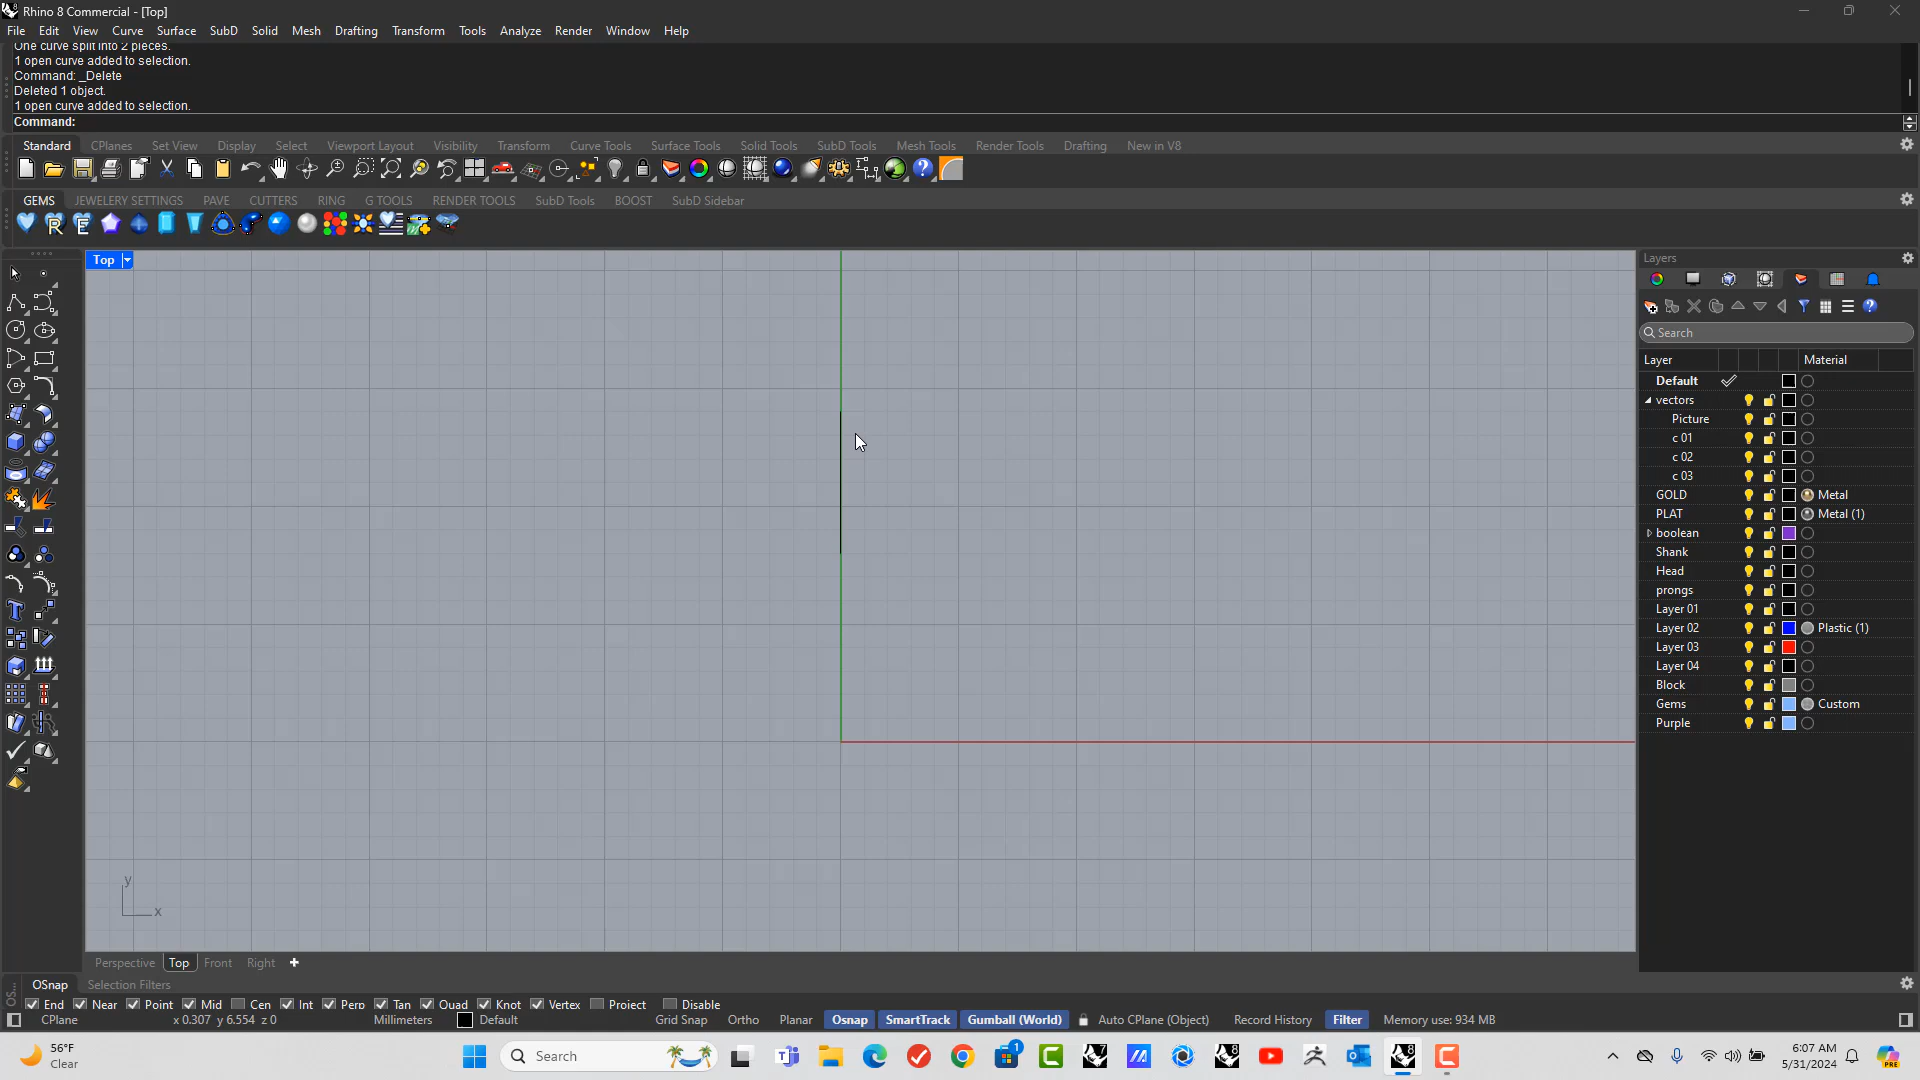 Rhino 8 Commercial - [Top]
File Edit View Curve Surface SubD Solid Mesh Drafting Transform Tools Analyze Render Window Help
One curve split into 2 pieces.
1 open curve added to selection.
Command: _Delete
Deleted 1 object.
1 open curve added to selection.
Command:
Standard CPlanes Set View Display Select Viewport Layout Visibility Transform Curve Tools Surface Tools Solid Tools SubD Tools Mesh Tools Render Tools Drafting New in V8
GEMS JEWELERY SETTINGS PAVE CUTTERS RING G TOOLS RENDER TOOLS SubD Tools BOOST SubD Sidebar
Top
Layers
Search
Layer Material
Default
vectors
Picture
c 01
c 02
c 03
GOLD Metal
PLAT Metal (1)
boolean
Shank
Head
prongs
Layer 01
Layer 02 Plastic (1)
Layer 03
Layer 04
Block
Gems Custom
Purple
y
x
Perspective Top Front Right
OSnap Selection Filters
End Near Point Mid Cen Int Perp Tan Quad Knot Vertex Project Disable
CPlane x 0.307 y 6.554 z 0 Millimeters Default Grid Snap Ortho Planar Osnap SmartTrack Gumball (World) Auto CPlane (Object) Record History Filter Memory use: 934 MB
56°F
Clear
Search
6:07 AM
5/31/2024